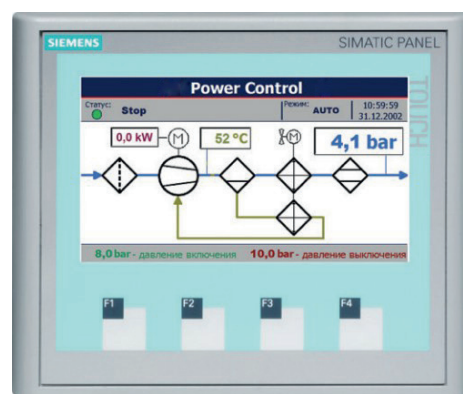 SIEMENS
SIMATIC PANEL
TOUCH
Power Control
Статус: Stop
Режим: AUTO
10:59:59
31.12.2002
0,0 kW
M
52 °C
M
4,1 bar
8,0 bar - давление включения
10,0 bar - давление выключения
F1
F2
F3
F4